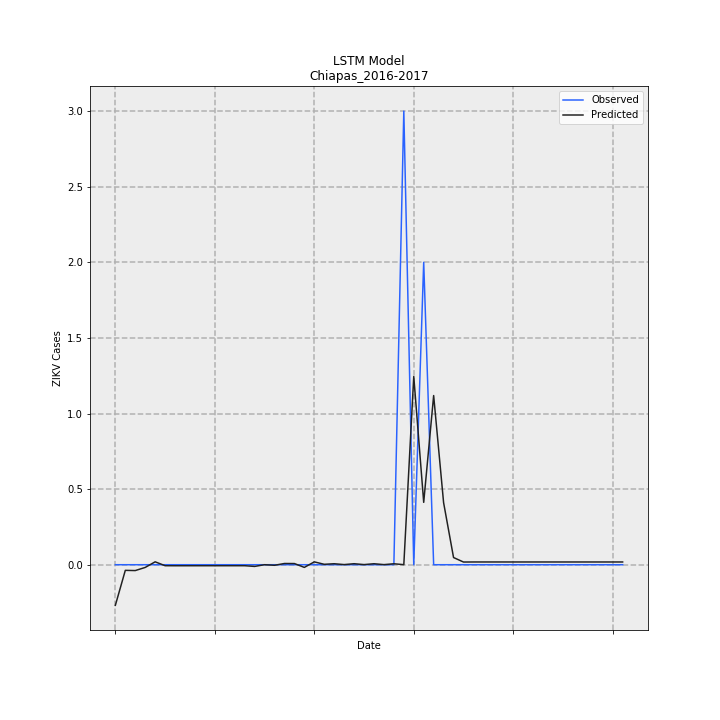 LSTM Model
Chiapas_2016-2017
Observed
Predicted
3.0
2.5
2.0
1.5
1.0
0.5
0.0
ZIKV Cases
Date